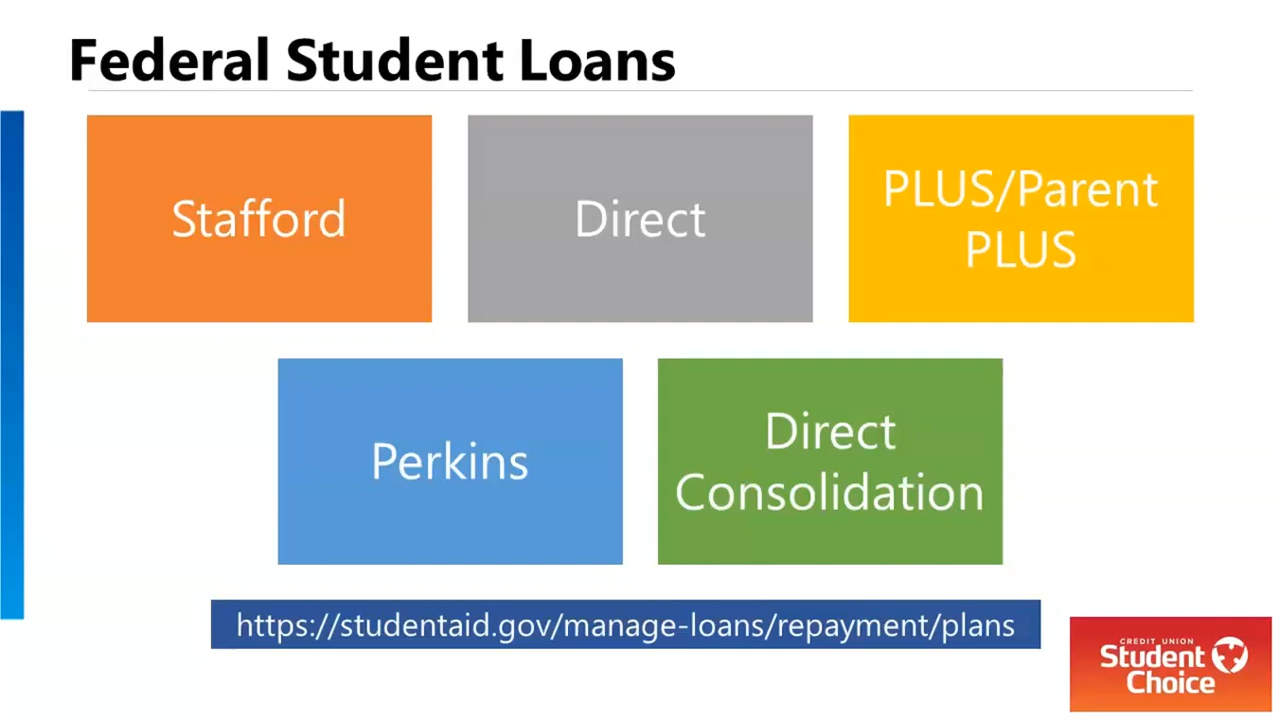 Federal Student Loans
Stafford
Direct
PLUS/Parent
PLUS
Perkins
Direct
Consolidation
https://studentaid.gov/manage-loans/repayment/plans
CREDIT UNION
Student
Choice